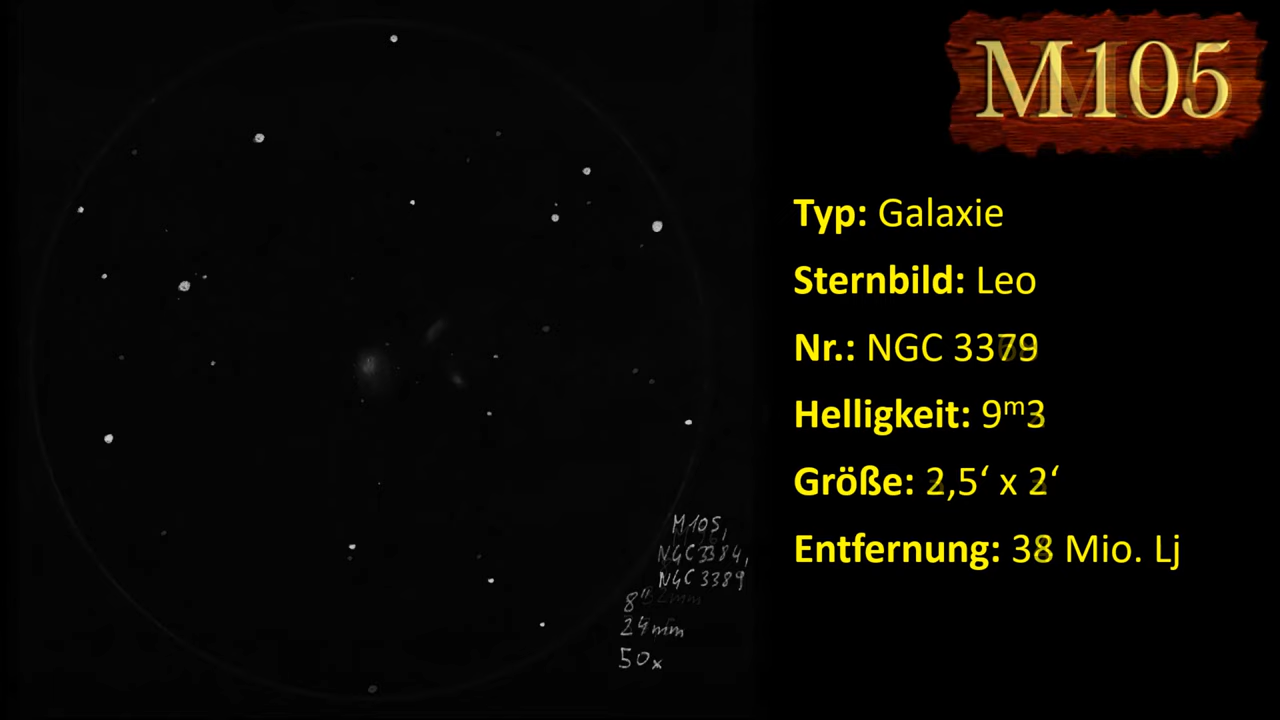 M105
Typ: Galaxie
Sternbild: Leo
Nr.: NGC 3379
Helligkeit: 9ᵐ3
Größe: 2,5‘ x 2‘
Entfernung: 38 Mio. Lj
M105,
NGC 3384,
NGC 3389
8"
24mm
50x